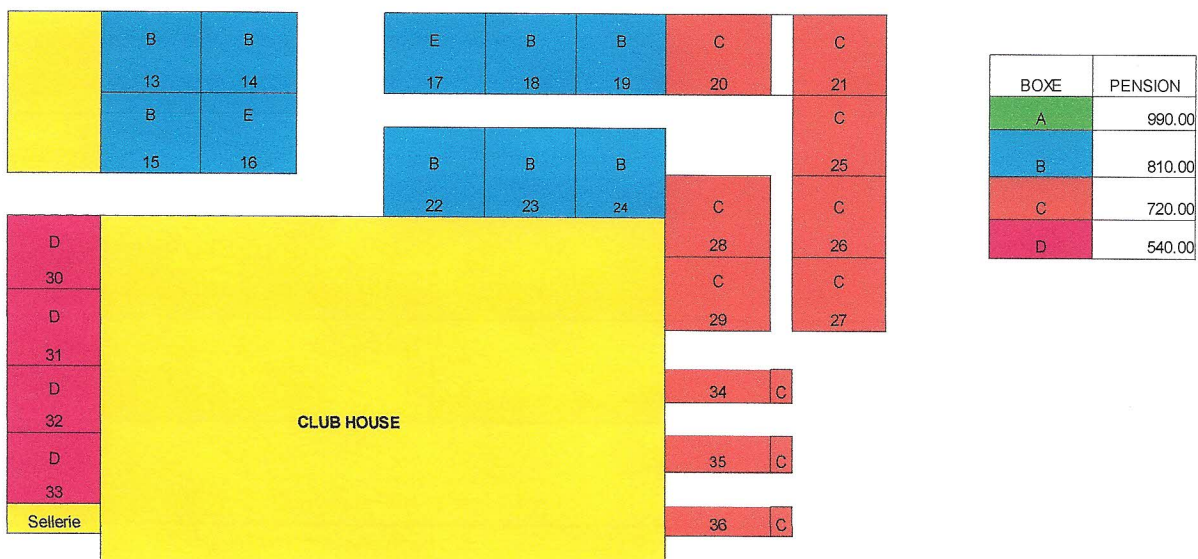 B B E B B C C
13 14 17 18 19 20 21
B E C
15 16 25
B B B
22 23 24
C C
28 26
C C
29 27
D
30
D
31
D
32
D
33
Sellerie
CLUB HOUSE
34 C
35 C
36 C
BOXE PENSION
A 990.00
B 810.00
C 720.00
D 540.00